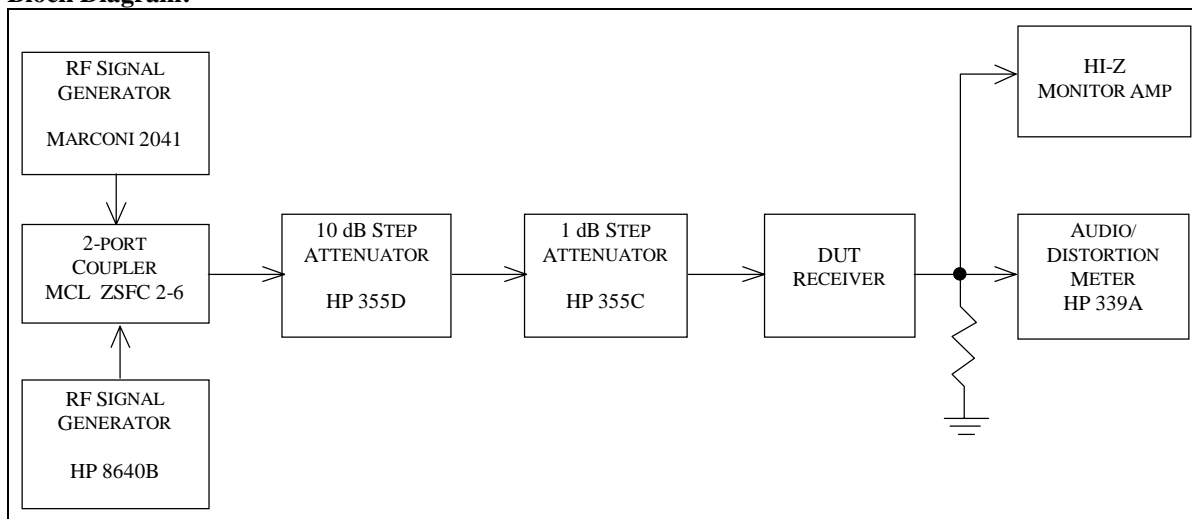 Block Diagram:
RF SIGNAL
GENERATOR
MARCONI 2041
2-PORT
COUPLER
MCL ZSFC 2-6
RF SIGNAL
GENERATOR
HP 8640B
10 dB STEP
ATTENUATOR
HP 355D
1 dB STEP
ATTENUATOR
HP 355C
DUT
RECEIVER
HI-Z
MONITOR AMP
AUDIO/
DISTORTION
METER
HP 339A